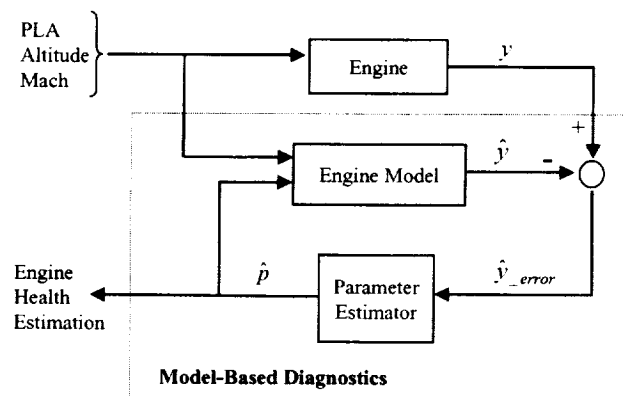 PLA
Altitude
Mach
Engine
y
+
Engine Model
ŷ
-
Engine
Health
Estimation
p̂
Parameter
Estimator
ŷ_error
Model-Based Diagnostics